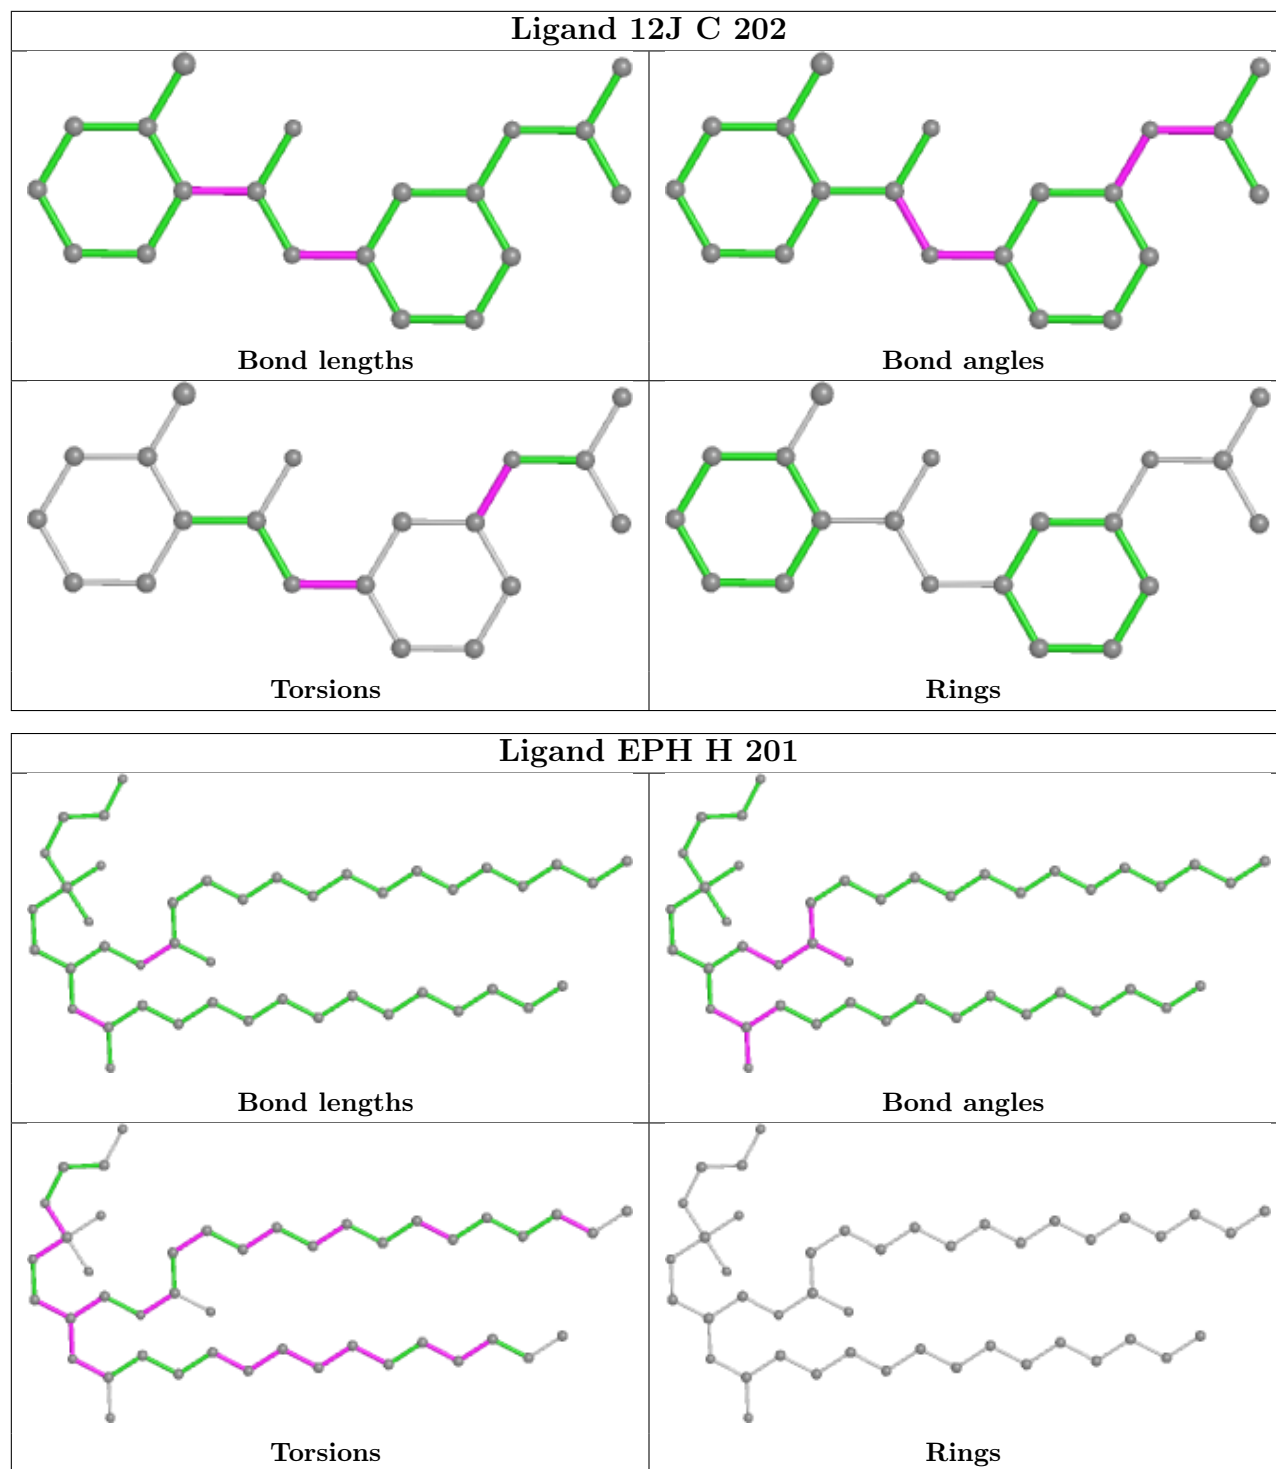 Ligand 12J C 202
Bond lengths
Bond angles
Torsions
Rings
Ligand EPH H 201
Bond lengths
Bond angles
Torsions
Rings